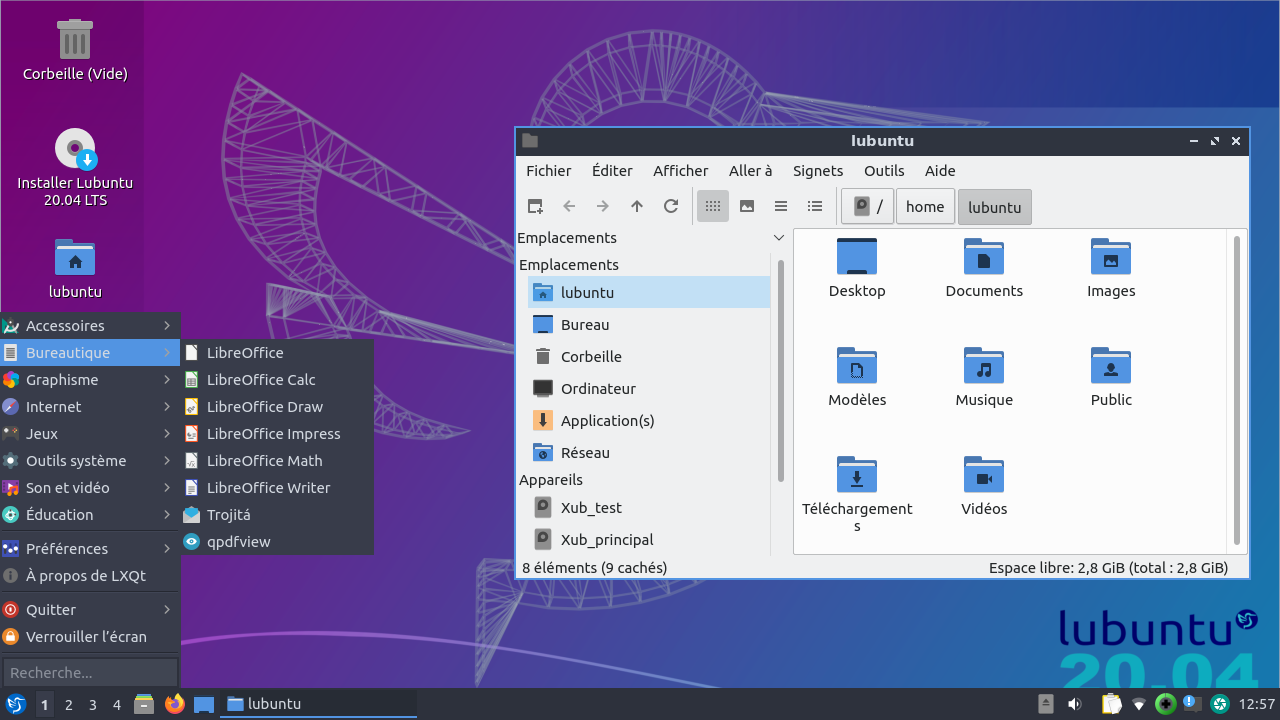 Corbeille (Vide)
Installer Lubuntu
20.04 LTS
lubuntu
Accessoires
Bureautique
Graphisme
Internet
Jeux
Outils système
Son et vidéo
Éducation
Préférences
À propos de LXQt
Quitter
Verrouiller l’écran
Recherche...
LibreOffice
LibreOffice Calc
LibreOffice Draw
LibreOffice Impress
LibreOffice Math
LibreOffice Writer
Trojitá
qpdfview
lubuntu
Fichier Éditer Afficher Aller à Signets Outils Aide
/ home lubuntu
Emplacements
Emplacements
lubuntu
Bureau
Corbeille
Ordinateur
Application(s)
Réseau
Appareils
Xub_test
Xub_principal
Desktop Documents Images
Modèles Musique Public
Téléchargement
s
Vidéos
8 éléments (9 cachés) Espace libre: 2,8 GiB (total : 2,8 GiB)
lubuntu
20.04
1 2 3 4 lubuntu 12:57